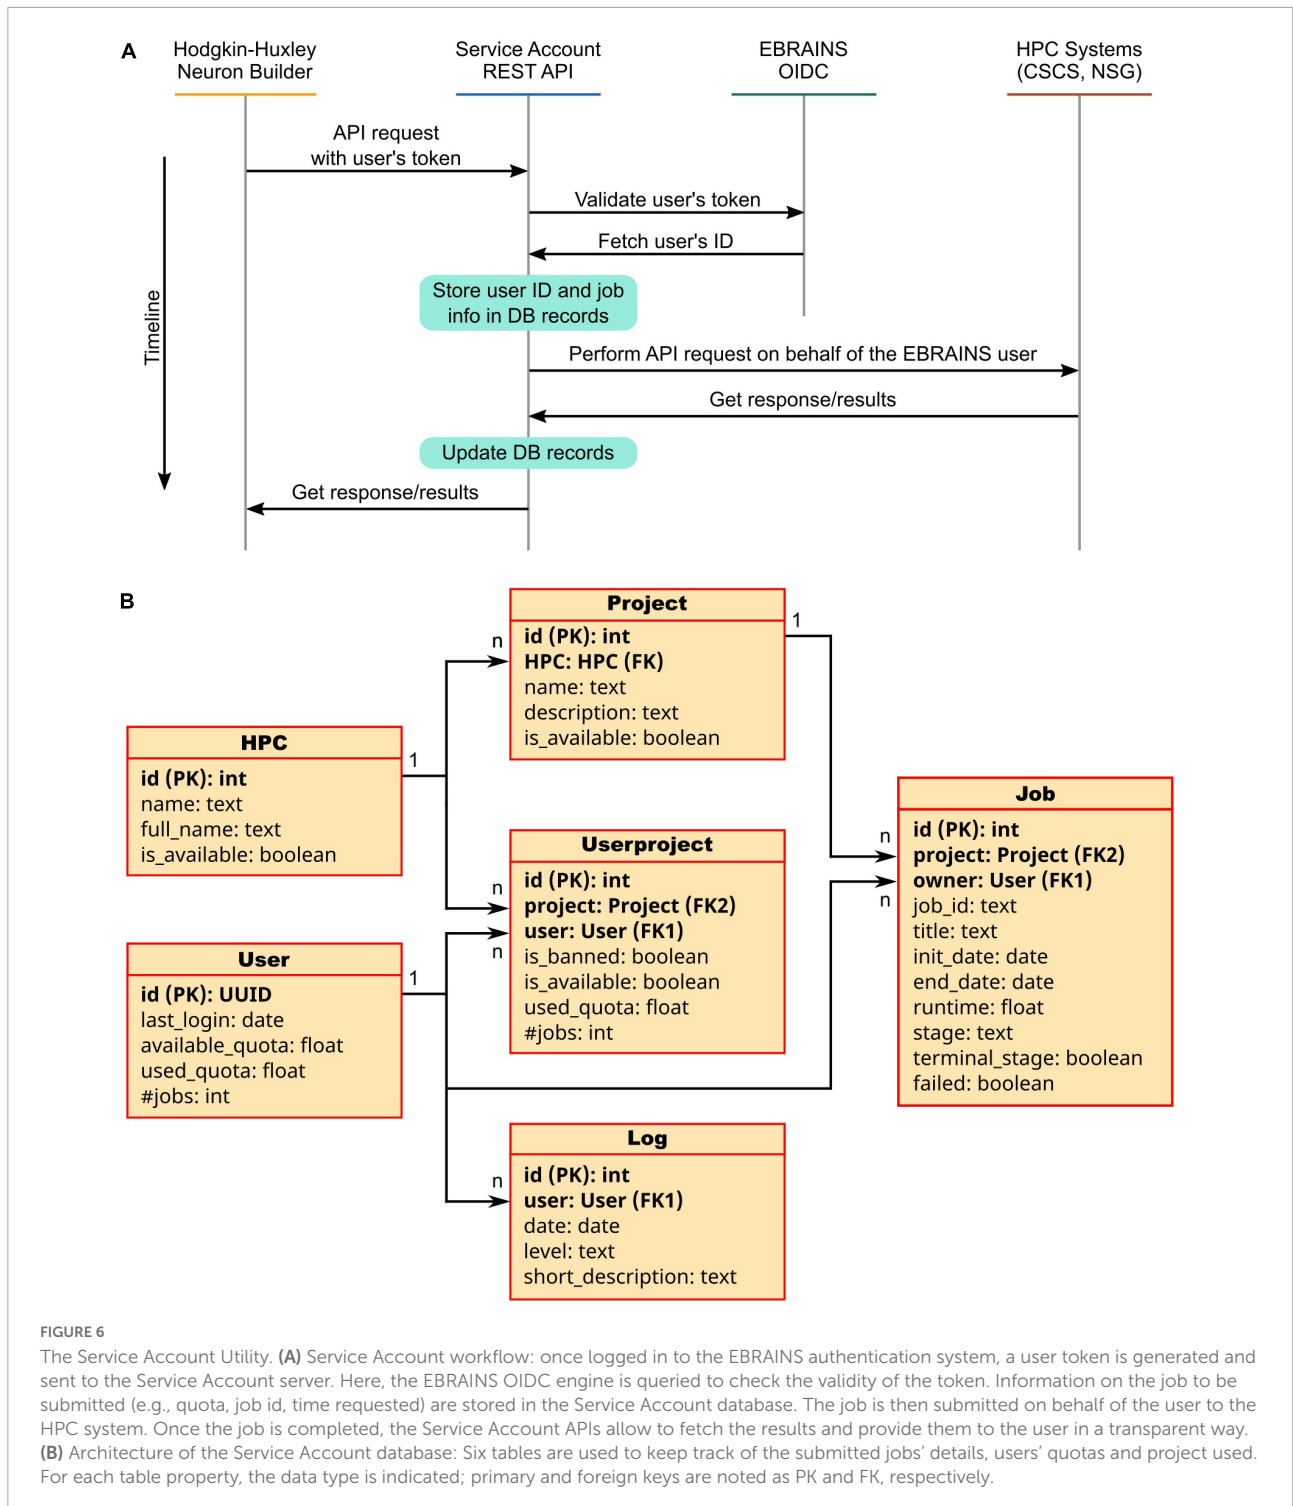 A
Hodgkin-Huxley
Neuron Builder
Service Account
REST API
EBRAINS
OIDC
HPC Systems
(CSCS, NSG)
API request
with user's token
Validate user's token
Fetch user's ID
Store user ID and job
info in DB records
Timeline
Perform API request on behalf of the EBRAINS user
Get response/results
Update DB records
Get response/results
B
Project
id (PK): int
HPC: HPC (FK)
name: text
description: text
is_available: boolean
1
n
HPC
id (PK): int
name: text
full_name: text
is_available: boolean
1
Userproject
id (PK): int
project: Project (FK2)
user: User (FK1)
is_banned: boolean
is_available: boolean
used_quota: float
#jobs: int
n
n
Job
id (PK): int
project: Project (FK2)
owner: User (FK1)
job_id: text
title: text
init_date: date
end_date: date
runtime: float
stage: text
terminal_stage: boolean
failed: boolean
n
n
User
id (PK): UUID
last_login: date
available_quota: float
used_quota: float
#jobs: int
1
Log
id (PK): int
user: User (FK1)
date: date
level: text
short_description: text
n
FIGURE 6
The Service Account Utility. (A) Service Account workflow: once logged in to the EBRAINS authentication system, a user token is generated and
sent to the Service Account server. Here, the EBRAINS OIDC engine is queried to check the validity of the token. Information on the job to be
submitted (e.g., quota, job id, time requested) are stored in the Service Account database. The job is then submitted on behalf of the user to the
HPC system. Once the job is completed, the Service Account APIs allow to fetch the results and provide them to the user in a transparent way.
(B) Architecture of the Service Account database: Six tables are used to keep track of the submitted jobs' details, users' quotas and project used.
For each table property, the data type is indicated; primary and foreign keys are noted as PK and FK, respectively.